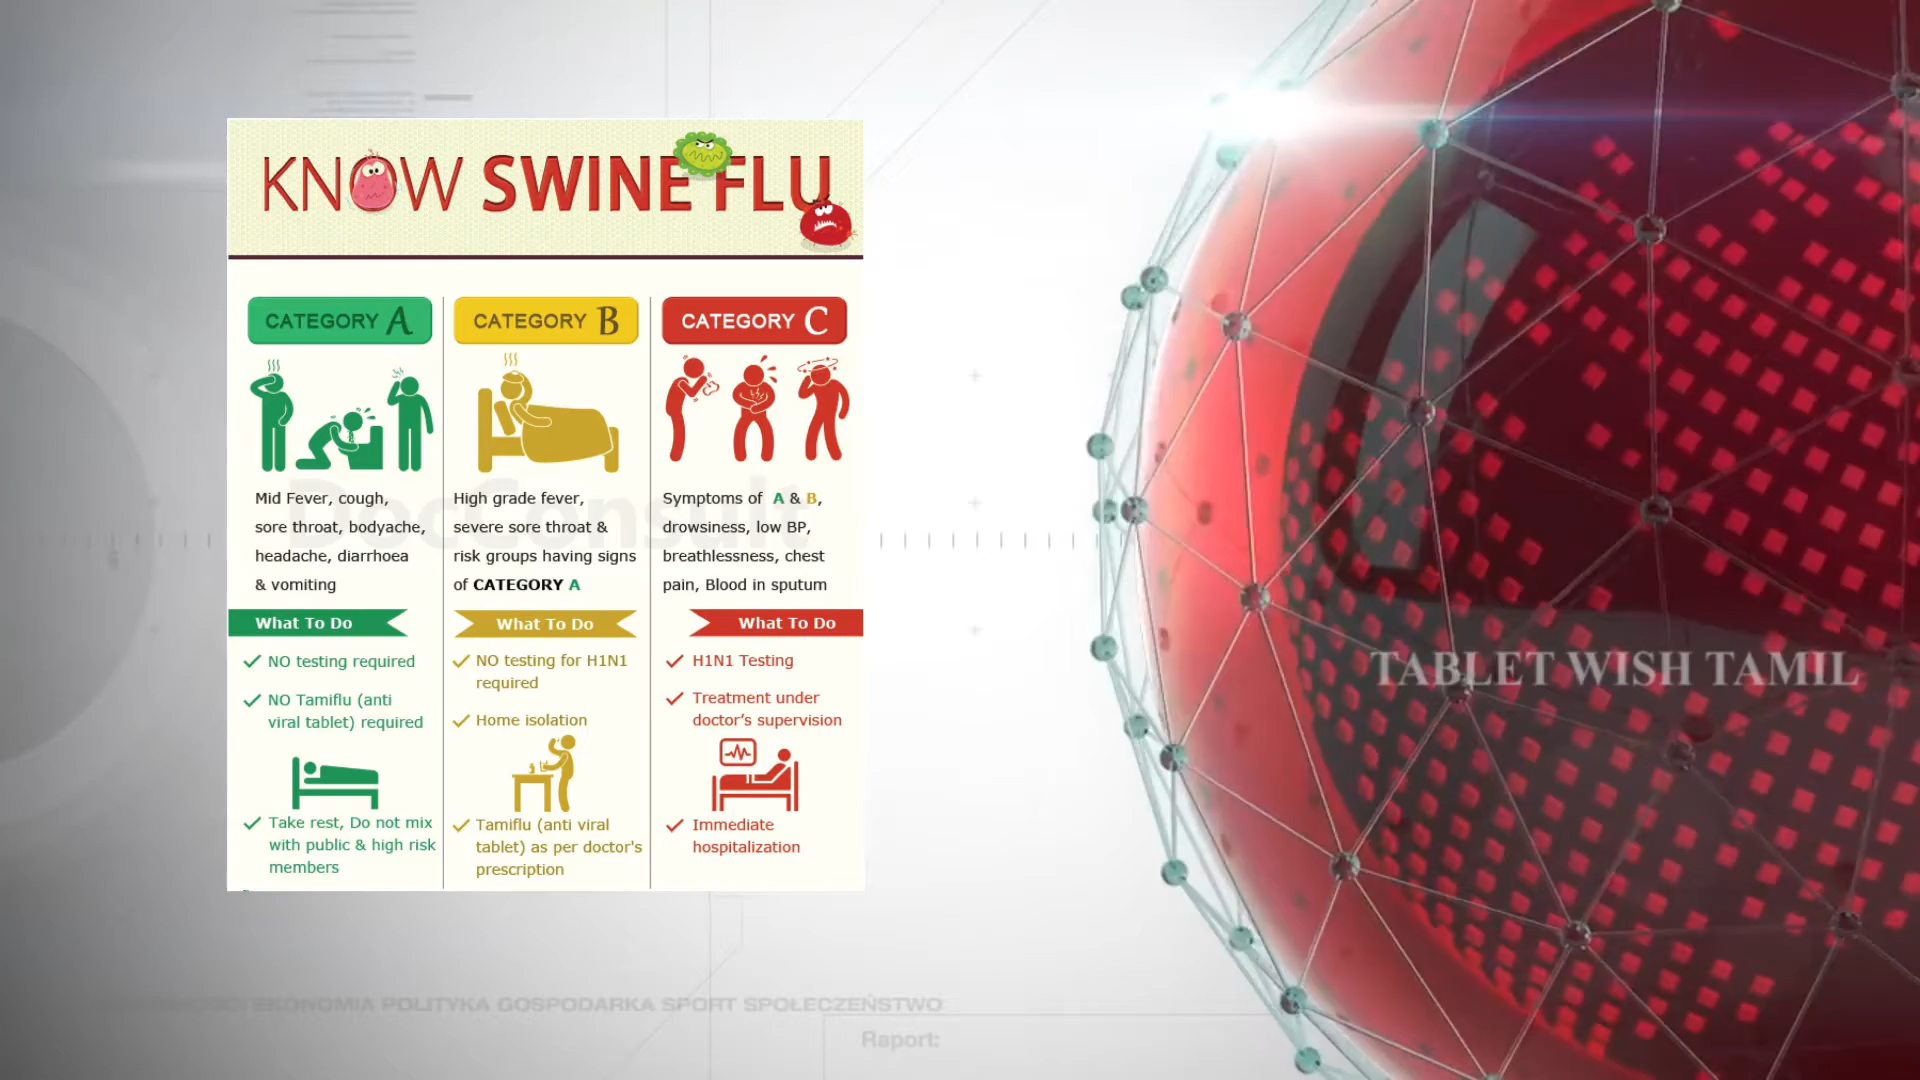 KNOW SWINE FLU
CATEGORY A
Mid Fever, cough,
sore throat, bodyache,
headache, diarrhoea
& vomiting
What To Do
NO testing required
NO Tamiflu (anti
viral tablet) required
Take rest, Do not mix
with public & high risk
members
CATEGORY B
High grade fever,
severe sore throat &
risk groups having signs
of CATEGORY A
What To Do
NO testing for H1N1
required
Home isolation
Tamiflu (anti viral
tablet) as per doctor's
prescription
CATEGORY C
Symptoms of A & B,
drowsiness, low BP,
breathlessness, chest
pain, Blood in sputum
What To Do
H1N1 Testing
Treatment under
doctor's supervision
Immediate
hospitalization
DocConsult
TABLET WISH TAMIL
EKONOMIA POLITYKA GOSPODARKA SPORT SPOŁECZEŃSTWO
Raport: